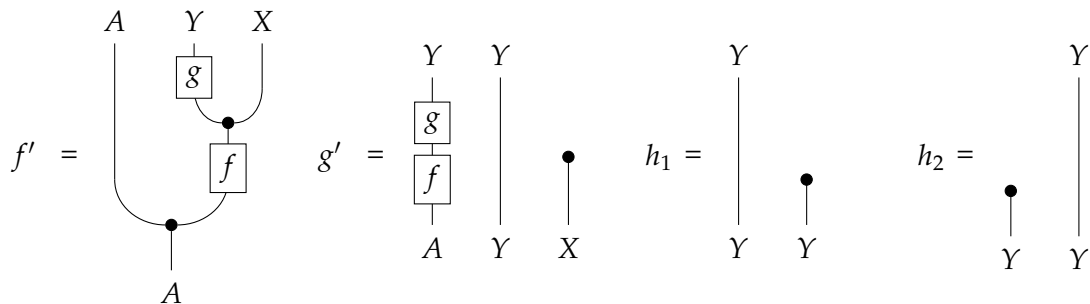 A Y X
g
f
A
f′ =
Y Y
g
f
A Y X
g′ =
Y
Y Y
h₁ =
Y
Y Y
h₂ =